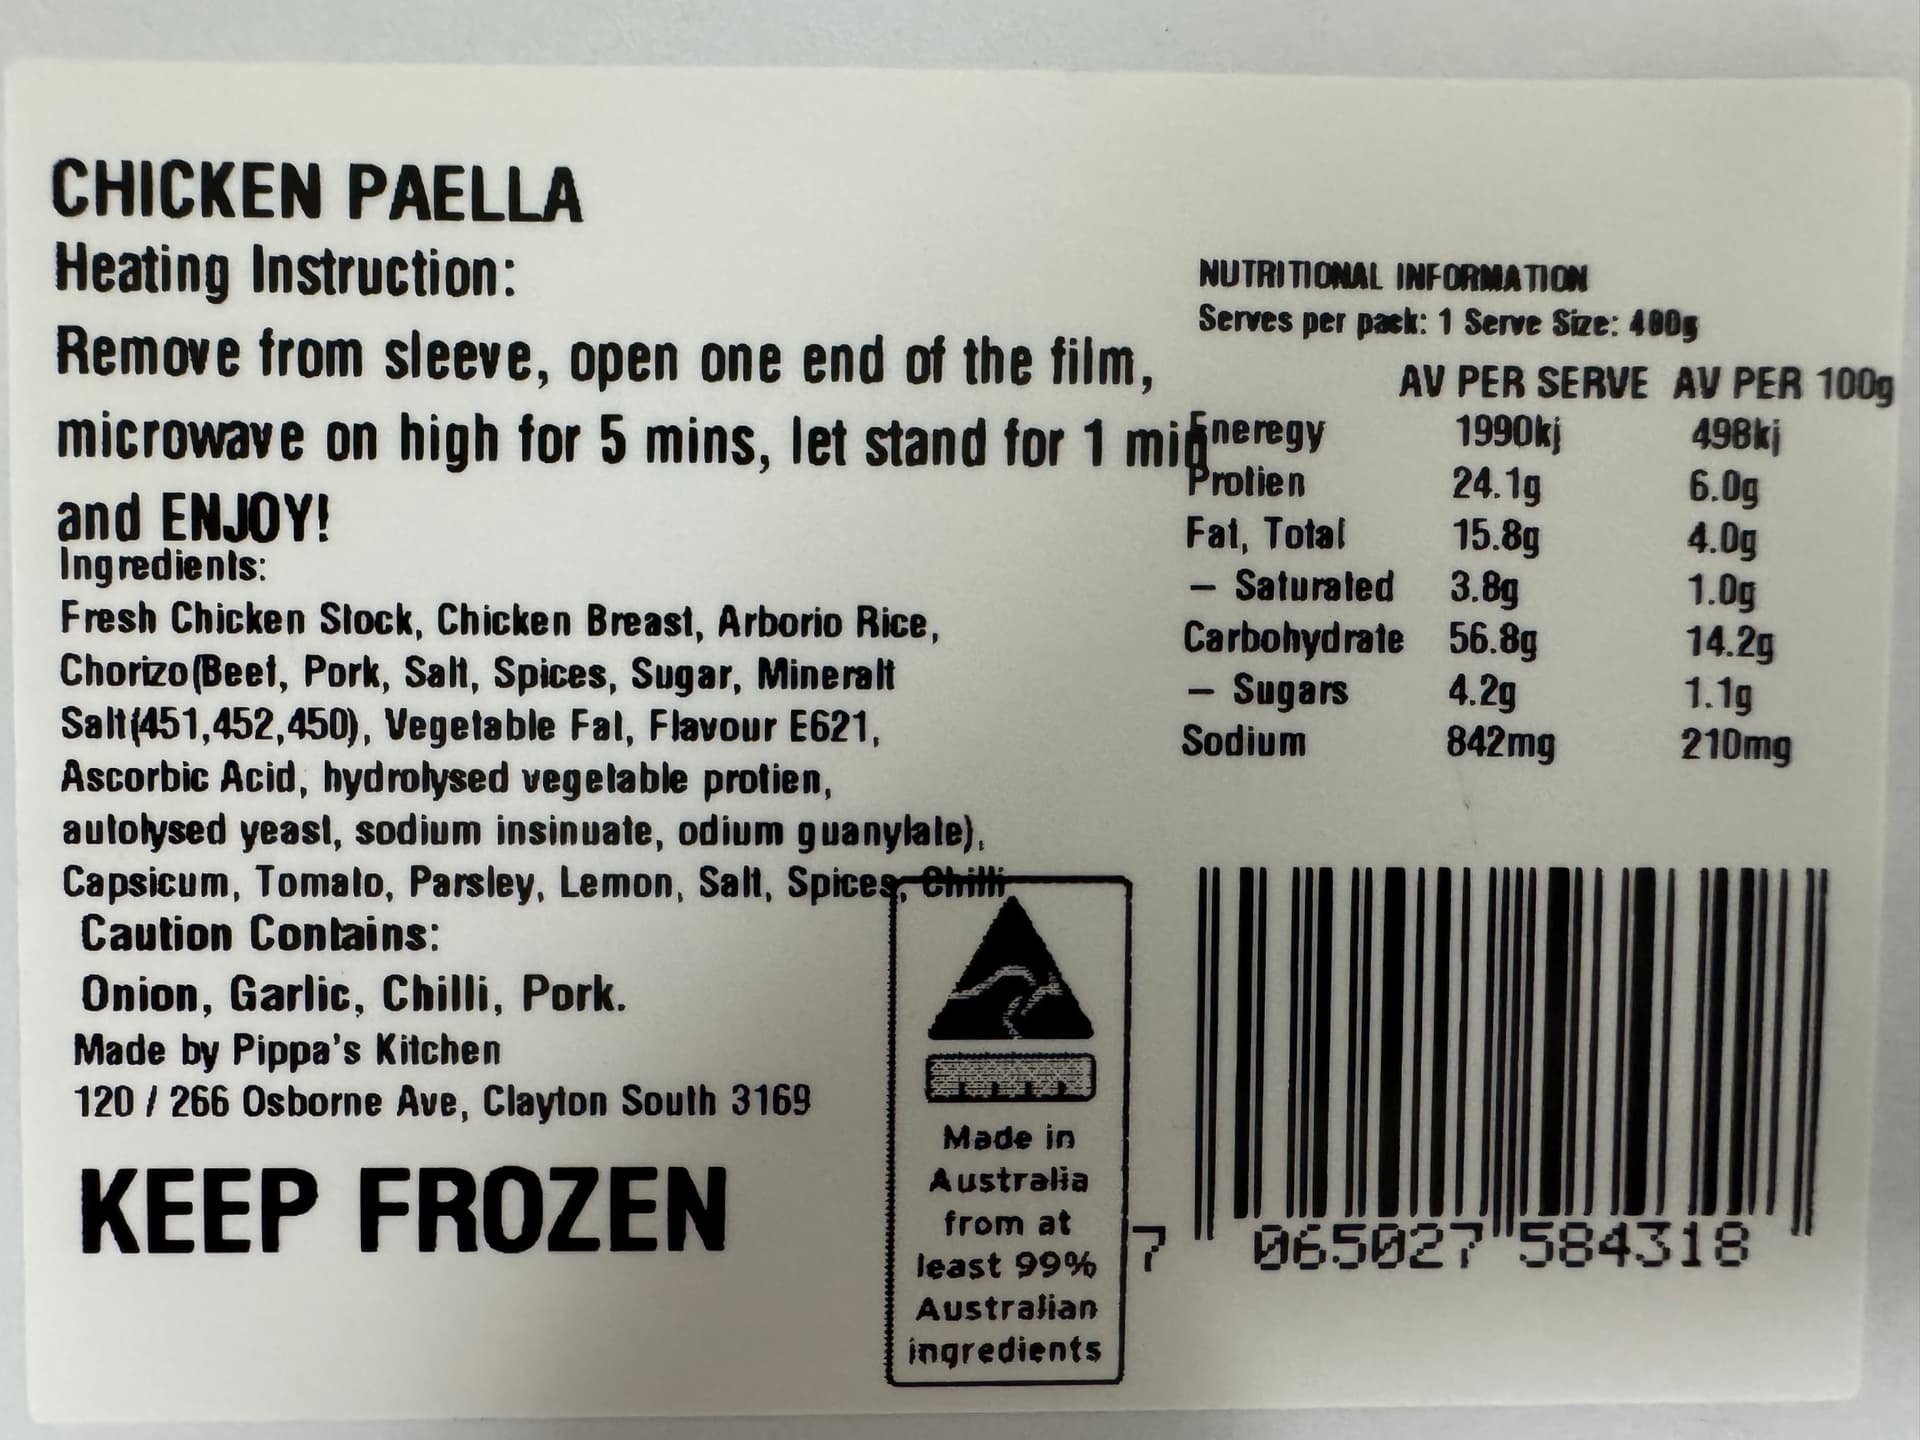 CHICKEN PAELLA
Heating Instruction:
Remove from sleeve, open one end of the film,
microwave on high for 5 mins, let stand for 1 min
and ENJOY!
Ingredients:
Fresh Chicken Stock, Chicken Breast, Arborio Rice,
Chorizo(Beef, Pork, Salt, Spices, Sugar, Mineralt
Salt(451,452,450), Vegetable Fat, Flavour E621,
Ascorbic Acid, hydrolysed vegetable protien,
autolysed yeast, sodium insinuate, odium guanylate),
Capsicum, Tomato, Parsley, Lemon, Salt, Spices, Chilli
Caution Contains:
Onion, Garlic, Chilli, Pork.
Made by Pippa's Kitchen
120 / 266 Osborne Ave, Clayton South 3169
KEEP FROZEN
NUTRITIONAL INFORMATION
Serves per pack: 1 Serve Size: 400g
AV PER SERVE AV PER 100g
Eneregy 1990kj 498kj
Protien 24.1g 6.0g
Fat, Total 15.8g 4.0g
– Saturated 3.8g 1.0g
Carbohydrate 56.8g 14.2g
– Sugars 4.2g 1.1g
Sodium 842mg 210mg
Made in
Australia
from at
least 99%
Australian
ingredients
7 065027 584318